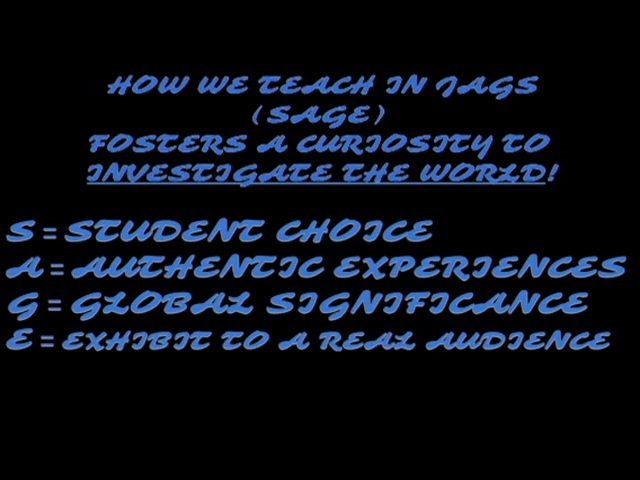 HOW WE TEACH IN JAGS
(SAGE)
FOSTERS A CURIOSITY TO
INVESTIGATE THE WORLD!
S = STUDENT CHOICE
A = AUTHENTIC EXPERIENCES
G = GLOBAL SIGNIFICANCE
E = EXHIBIT TO A REAL AUDIENCE